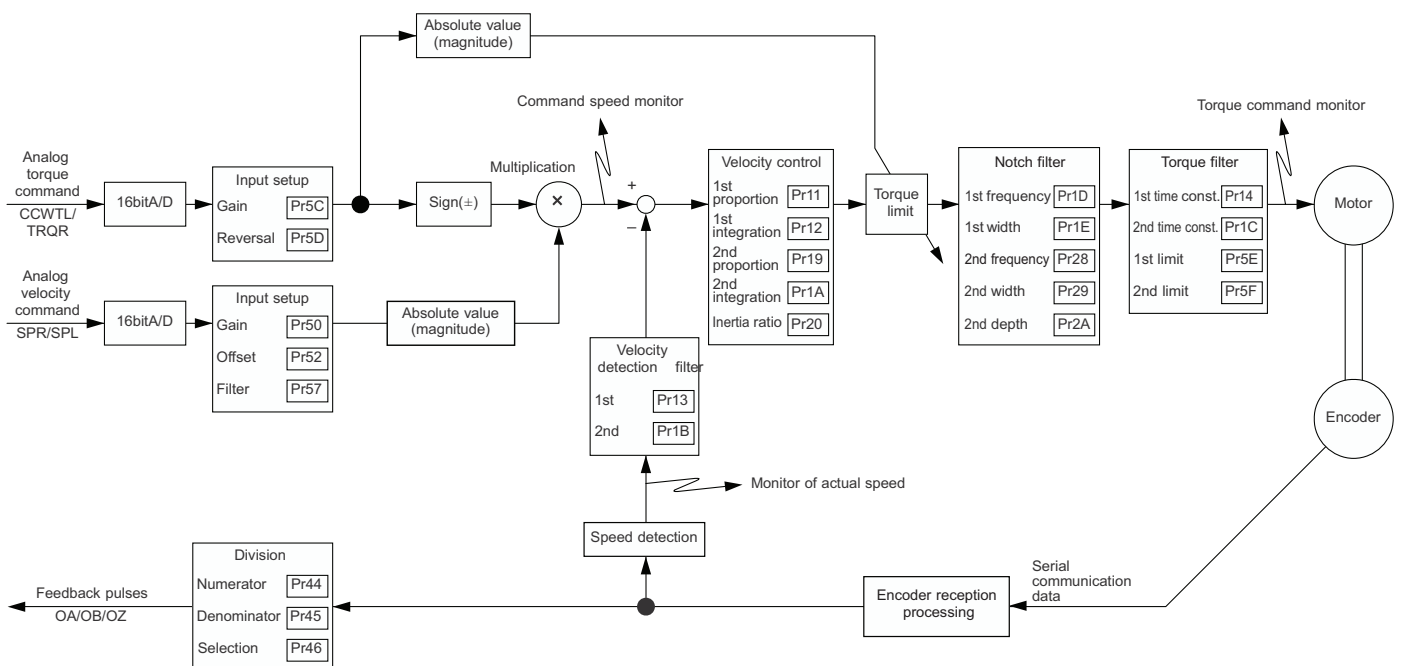 Absolute value
(magnitude)
Command speed monitor
Torque command monitor
Analog
torque
command
CCWTL/
TRQR
16bitA/D
Input setup
Gain Pr5C
Reversal Pr5D
Sign(±)
Multiplication
×
+
−
Velocity control
1st
proportion Pr11
1st
integration Pr12
2nd
proportion Pr19
2nd
integration Pr1A
Inertia ratio Pr20
Torque
limit
Notch filter
1st frequency Pr1D
1st width Pr1E
2nd frequency Pr28
2nd width Pr29
2nd depth Pr2A
Torque filter
1st time const. Pr14
2nd time const. Pr1C
1st limit Pr5E
2nd limit Pr5F
Motor
Analog
velocity
command
SPR/SPL
16bitA/D
Input setup
Gain Pr50
Offset Pr52
Filter Pr57
Absolute value
(magnitude)
Velocity
detection filter
1st Pr13
2nd Pr1B
Encoder
Monitor of actual speed
Speed detection
Feedback pulses
OA/OB/OZ
Division
Numerator Pr44
Denominator Pr45
Selection Pr46
Encoder reception
processing
Serial
communication
data